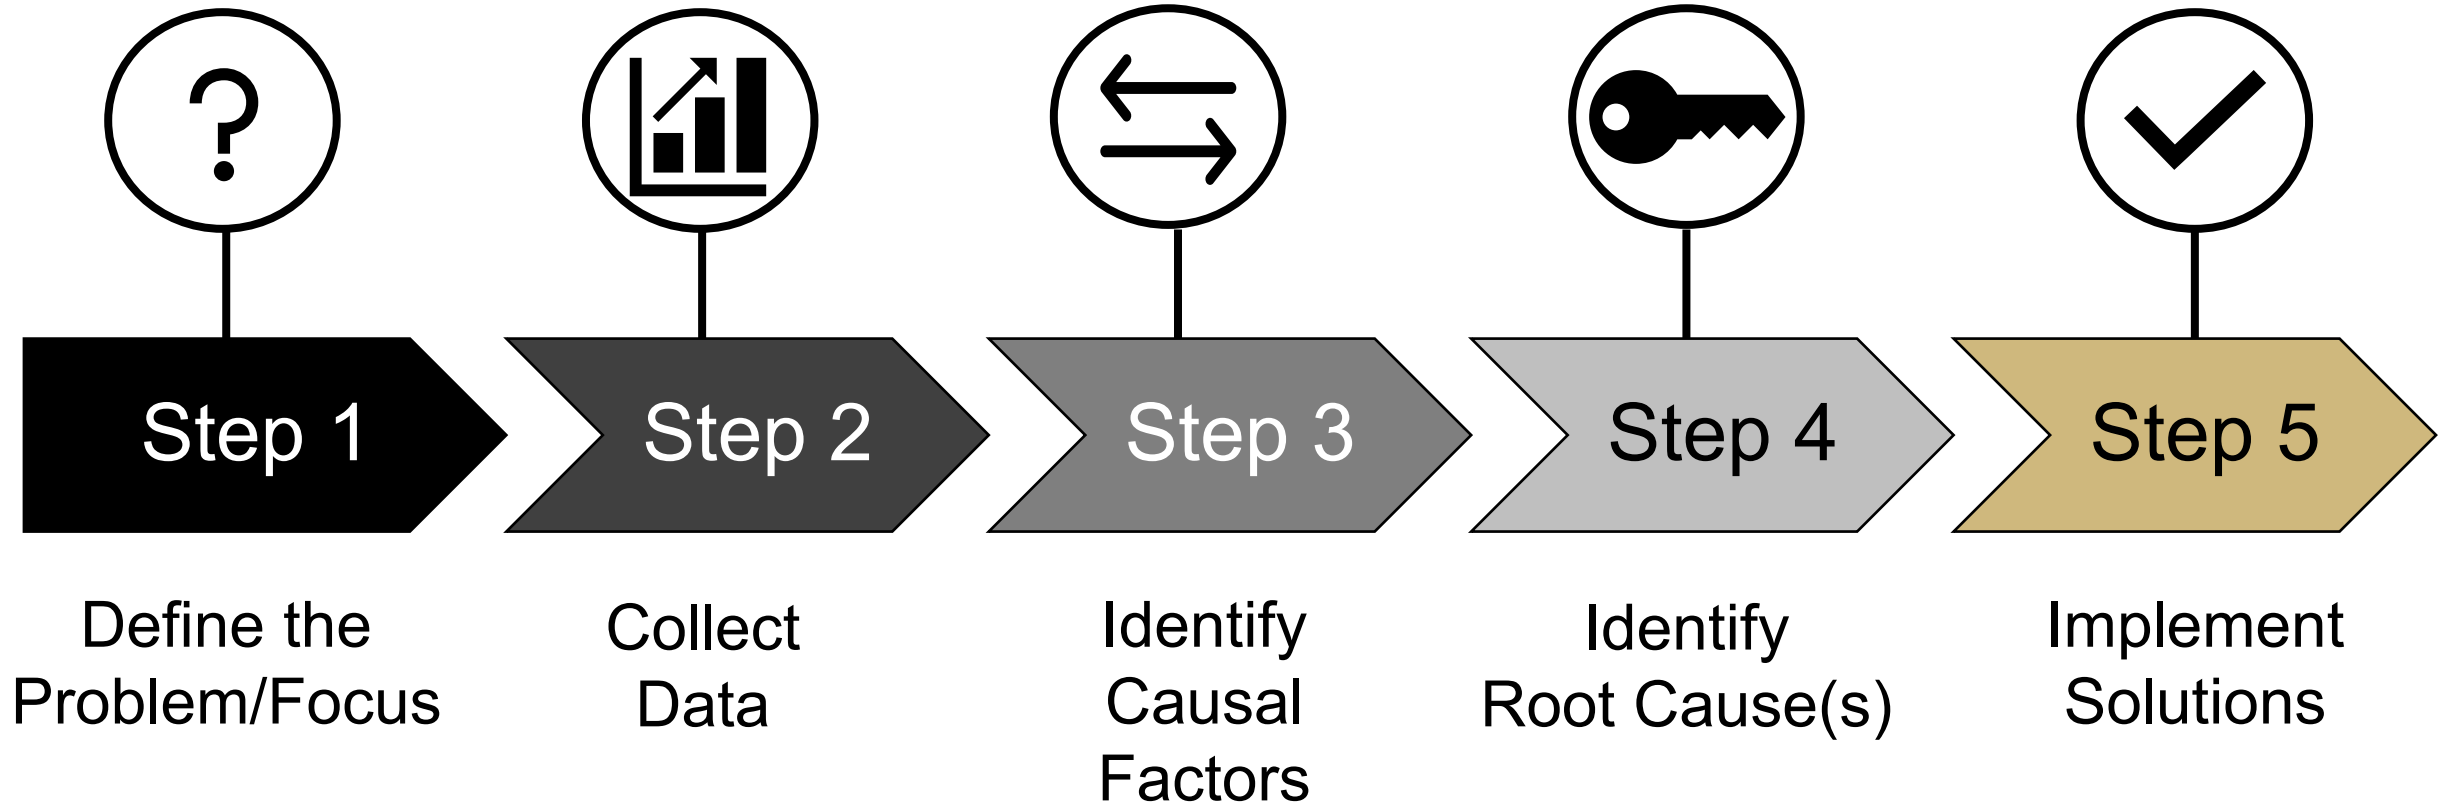 Step 1
Step 2
Step 3
Step 4
Step 5
Define the
Problem/Focus
Collect
Data
Identify
Causal
Factors
Identify
Root Cause(s)
Implement
Solutions